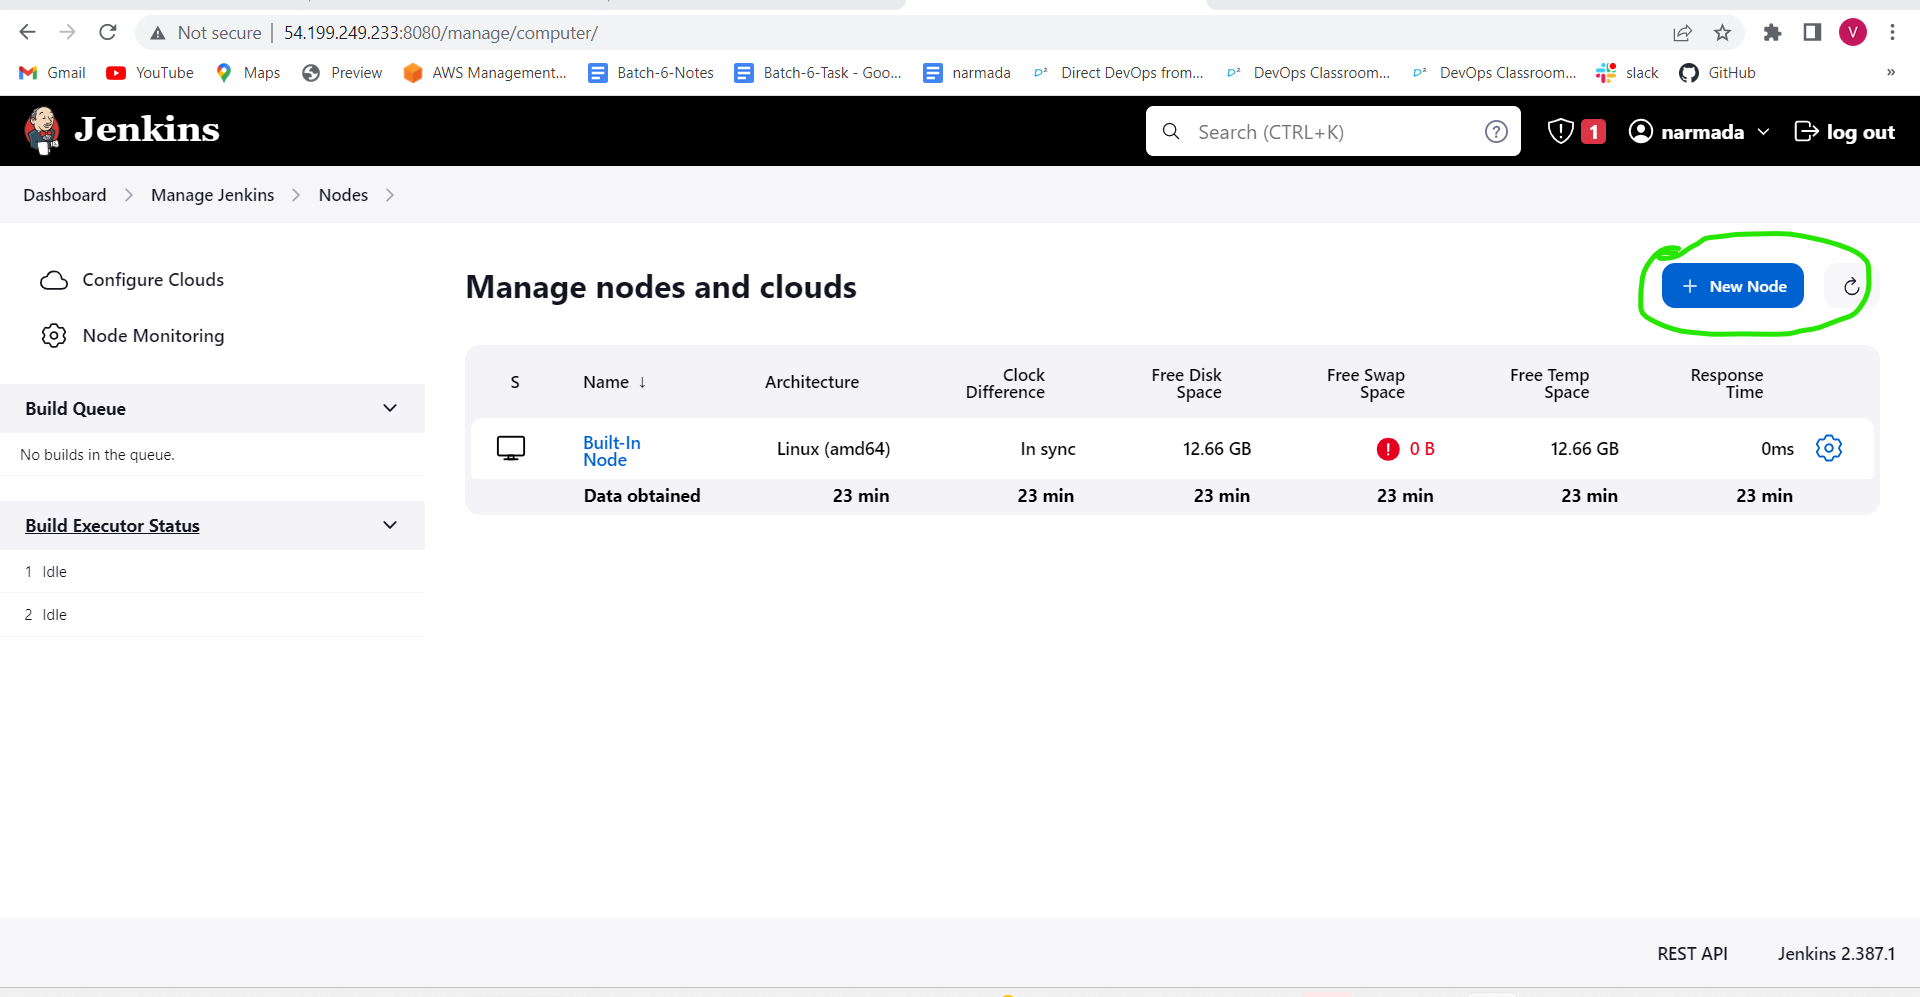 Not secure | 54.199.249.233:8080/manage/computer/
V
Gmail YouTube Maps Preview AWS Management... Batch-6-Notes Batch-6-Task - Goo... narmada Direct DevOps from... DevOps Classroom... DevOps Classroom... slack GitHub »
Jenkins
Search (CTRL+K) ?
! 1
narmada
log out
Dashboard > Manage Jenkins > Nodes >
Configure Clouds
Node Monitoring
Build Queue
No builds in the queue.
Build Executor Status
1 Idle
2 Idle
Manage nodes and clouds
+ New Node
S Name ↓ Architecture Clock Difference Free Disk Space Free Swap Space Free Temp Space Response Time
Built-In Node Linux (amd64) In sync 12.66 GB ! 0 B 12.66 GB 0ms
Data obtained 23 min 23 min 23 min 23 min 23 min 23 min
REST API Jenkins 2.387.1